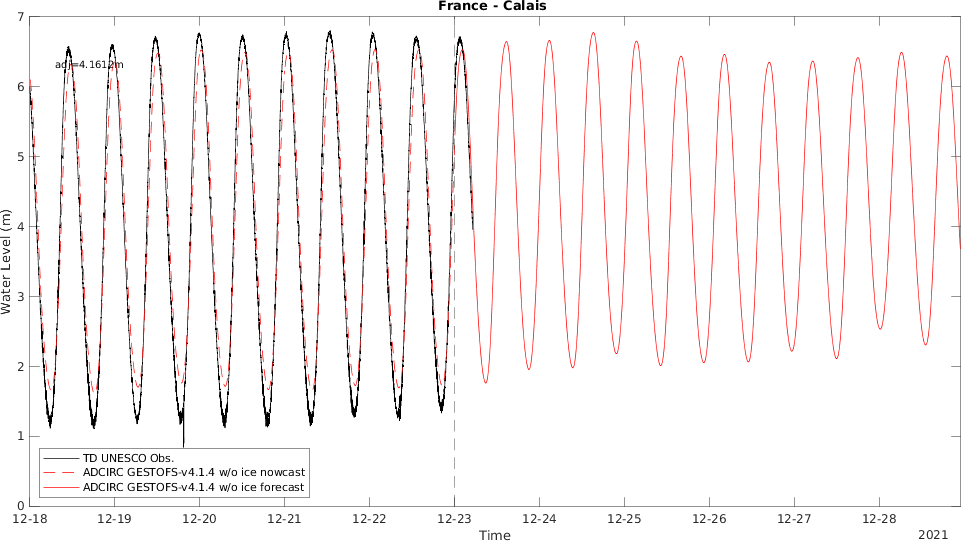 France - Calais
7
6
5
4
3
2
1
0
Water Level (m)
adj=4.1612m
TD UNESCO Obs.
ADCIRC GESTOFS-v4.1.4 w/o ice nowcast
ADCIRC GESTOFS-v4.1.4 w/o ice forecast
12-18 12-19 12-20 12-21 12-22 12-23 12-24 12-25 12-26 12-27 12-28
Time
2021